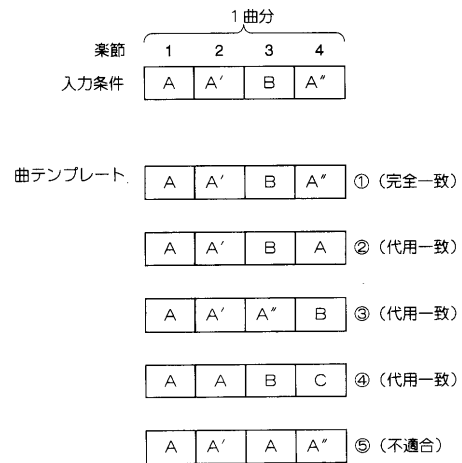 1曲分
楽節 1 2 3 4
入力条件 A A′ B A″
曲テンプレート A A′ B A″ ①（完全一致）
A A′ B A ②（代用一致）
A A′ A″ B ③（代用一致）
A A B C ④（代用一致）
A A′ A A″ ⑤（不適合）